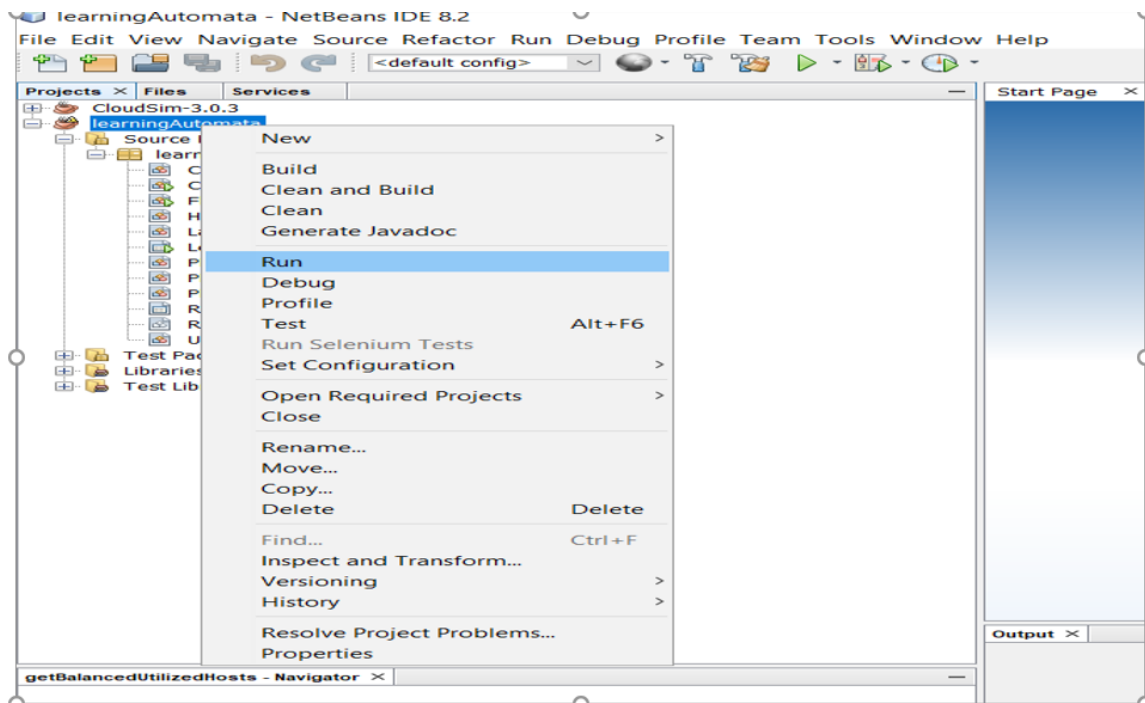 learningAutomata - NetBeans IDE 8.2
File Edit View Navigate Source Refactor Run Debug Profile Team Tools Window Help
<default config>
Projects × Files Services
Start Page ×
CloudSim-3.0.3
learningAutomata
Source
learn
New >
Build
Clean and Build
Clean
Generate Javadoc
Run
Debug
Profile
Test Alt+F6
Run Selenium Tests
Set Configuration >
Open Required Projects >
Close
Rename...
Move...
Copy...
Delete Delete
Find... Ctrl+F
Inspect and Transform...
Versioning >
History >
Resolve Project Problems...
Properties
C
C
F
H
P
P
P
R
R
U
Test Pac
Libraries
Test Lib
Output ×
getBalancedUtilizedHosts - Navigator ×